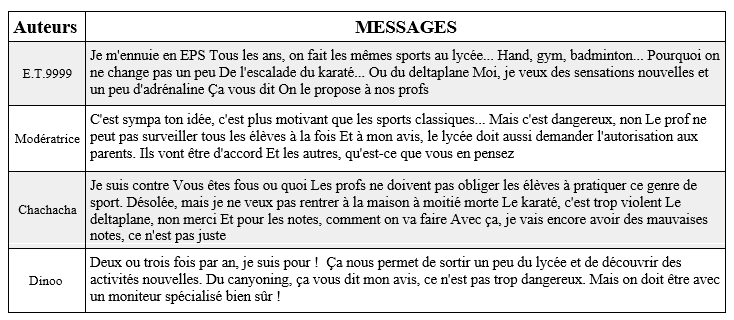 Auteurs MESSAGES
Je m'ennuie en EPS Tous les ans, on fait les mêmes sports au lycée... Hand, gym, badminton... Pourquoi on
E.T.9999 ne change pas un peu De l'escalade du karaté... Ou du deltaplane Moi, je veux des sensations nouvelles et
un peu d'adrénaline Ça vous dit On le propose à nos profs
C'est sympa ton idée, c'est plus motivant que les sports classiques... Mais c'est dangereux, non Le prof ne
Modératrice peut pas surveiller tous les élèves à la fois Et à mon avis, le lycée doit aussi demander l'autorisation aux
parents. Ils vont être d'accord Et les autres, qu'est-ce que vous en pensez
Je suis contre Vous êtes fous ou quoi Les profs ne doivent pas obliger les élèves à pratiquer ce genre de
Chachacha sport. Désolée, mais je ne veux pas rentrer à la maison à moitié morte Le karaté, c'est trop violent Le
deltaplane, non merci Et pour les notes, comment on va faire Avec ça, je vais encore avoir des mauvaises
notes, ce n'est pas juste
Deux ou trois fois par an, je suis pour ! Ça nous permet de sortir un peu du lycée et de découvrir des
Dinoo activités nouvelles. Du canyoning, ça vous dit mon avis, ce n'est pas trop dangereux. Mais on doit être avec
un moniteur spécialisé bien sûr !